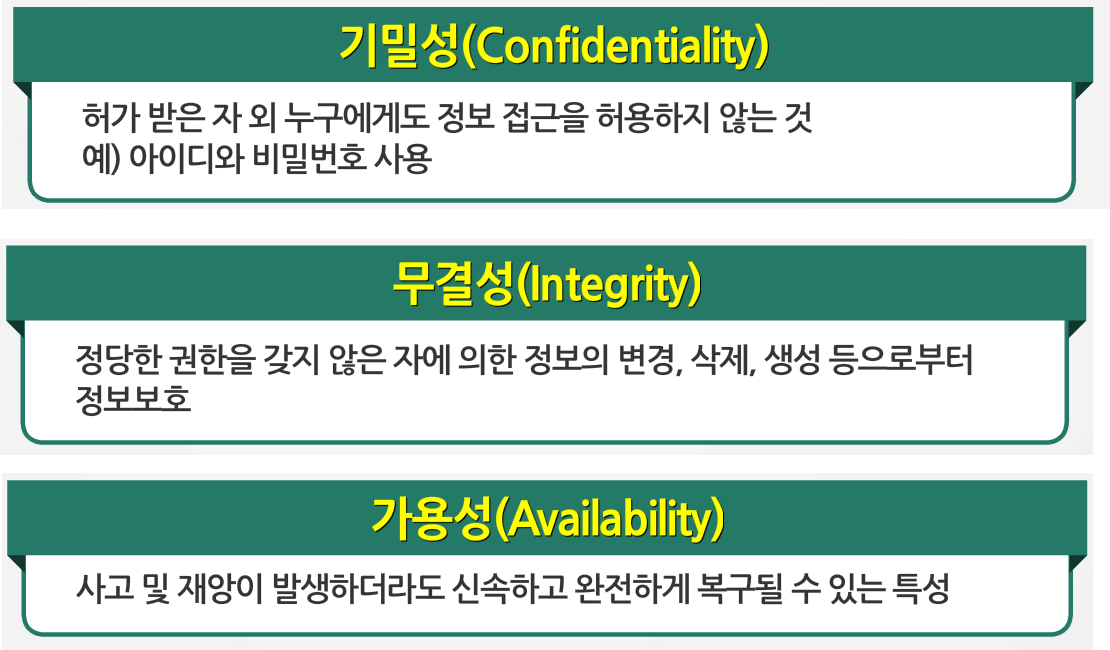 기밀성(Confidentiality)
허가 받은 자 외 누구에게도 정보 접근을 허용하지 않는 것
예) 아이디와 비밀번호 사용
무결성(Integrity)
정당한 권한을 갖지 않은 자에 의한 정보의 변경, 삭제, 생성 등으로부터
정보보호
가용성(Availability)
사고 및 재앙이 발생하더라도 신속하고 완전하게 복구될 수 있는 특성